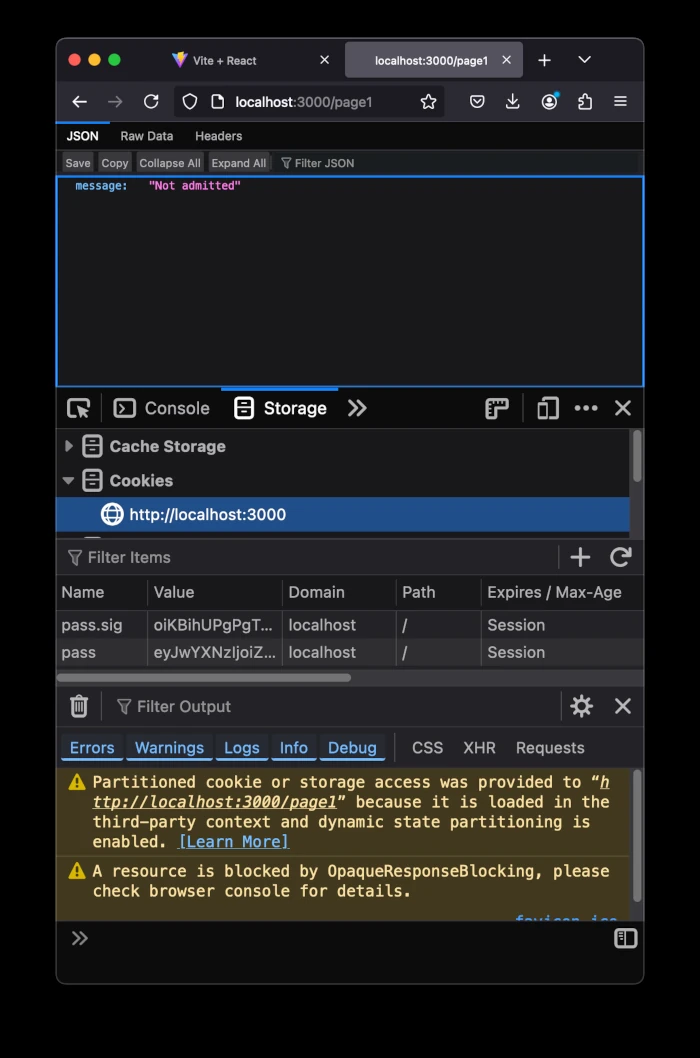 Vite + React
localhost:3000/page1
localhost:3000/page1
JSON Raw Data Headers
Save Copy Collapse All Expand All Filter JSON
message: "Not admitted"
Console Storage
Cache Storage
Cookies
http://localhost:3000
Filter Items
Name Value Domain Path Expires / Max-Age
pass.sig oiKBihUPgPgT... localhost / Session
pass eyJwYXNzIjoiZ... localhost / Session
Filter Output
Errors Warnings Logs Info Debug CSS XHR Requests
Partitioned cookie or storage access was provided to “h
ttp://localhost:3000/page1” because it is loaded in the
third-party context and dynamic state partitioning is
enabled. [Learn More]
A resource is blocked by OpaqueResponseBlocking, please
check browser console for details.
favicon.ico